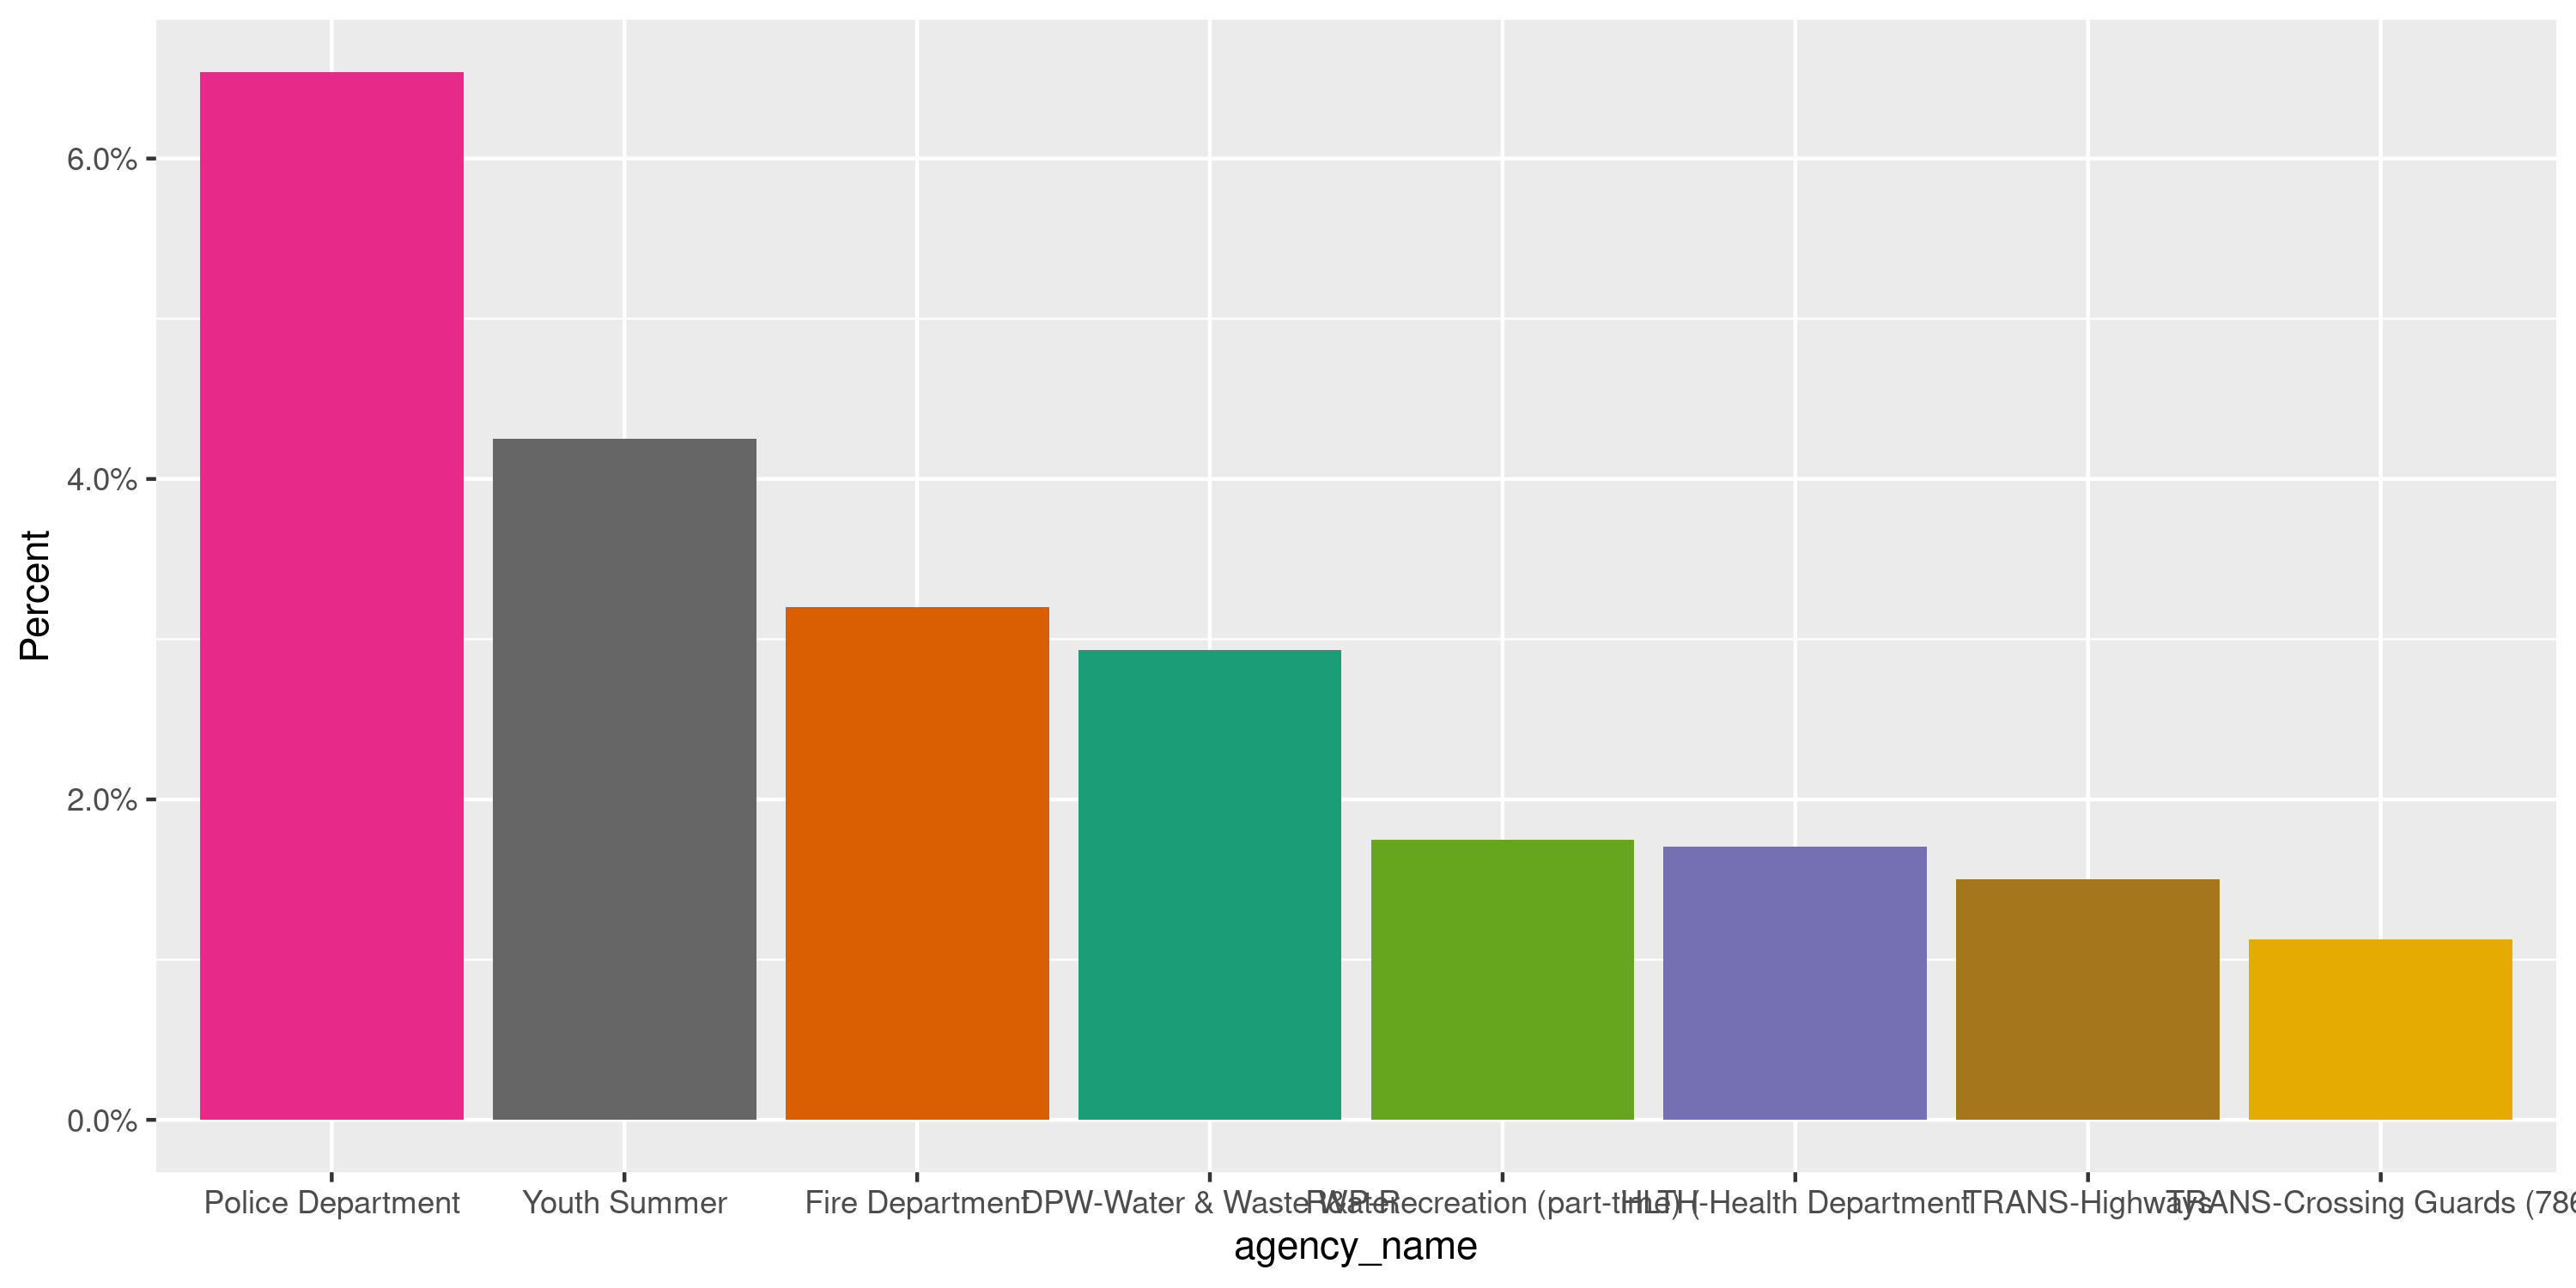 6.0%
4.0%
2.0%
0.0%
Percent
Police Department
Youth Summer
Fire Department
DPW-Water & Waste Water
R&P-Recreation (part-time) (
HLTH-Health Department
TRANS-Highways
TRANS-Crossing Guards (786
agency_name